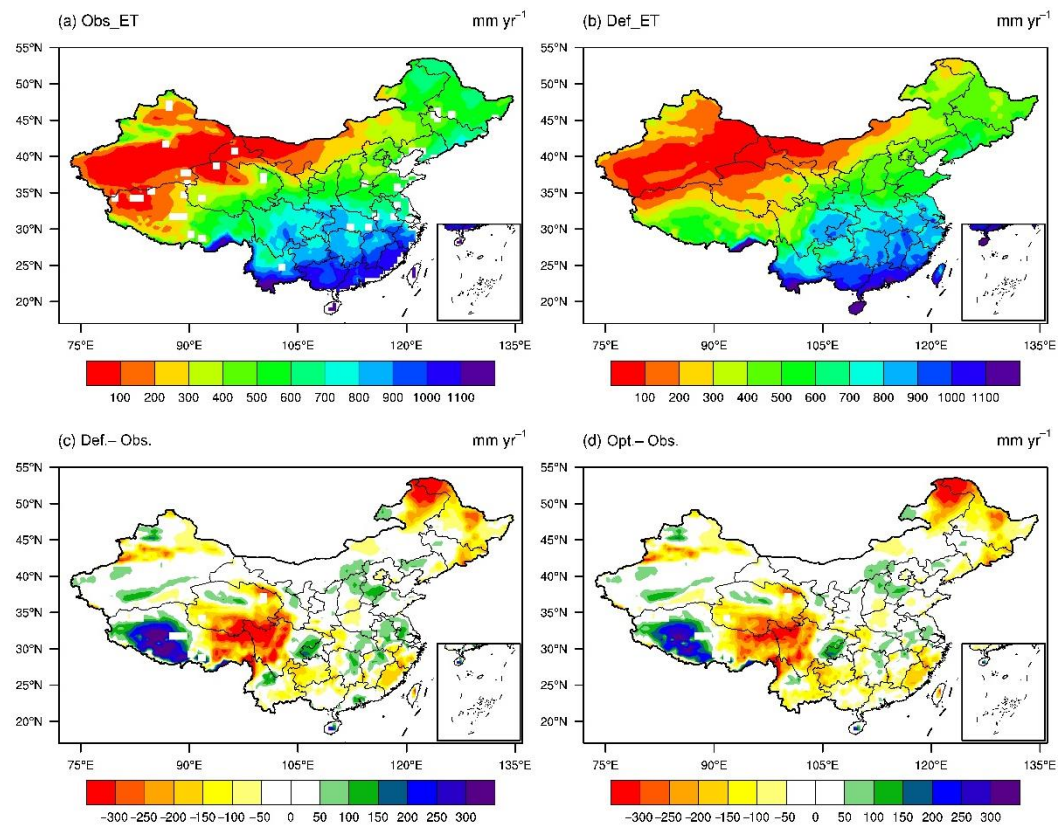 (a) Obs_ET mm yr−1
(b) Def_ET mm yr−1
55°N
50°N
45°N
40°N
35°N
30°N
25°N
20°N
75°E 90°E 105°E 120°E 135°E
75°E 90°E 105°E 120°E 135°E
100 200 300 400 500 600 700 800 900 1000 1100
100 200 300 400 500 600 700 800 900 1000 1100
(c) Def.− Obs. mm yr−1
(d) Opt.− Obs. mm yr−1
55°N
50°N
45°N
40°N
35°N
30°N
25°N
20°N
55°N
50°N
45°N
40°N
35°N
30°N
25°N
20°N
55°N
50°N
45°N
40°N
35°N
30°N
25°N
20°N
75°E 90°E 105°E 120°E 135°E
75°E 90°E 105°E 120°E 135°E
−300 −250 −200 −150 −100 −50 0 50 100 150 200 250 300
−300 −250 −200 −150 −100 −50 0 50 100 150 200 250 300